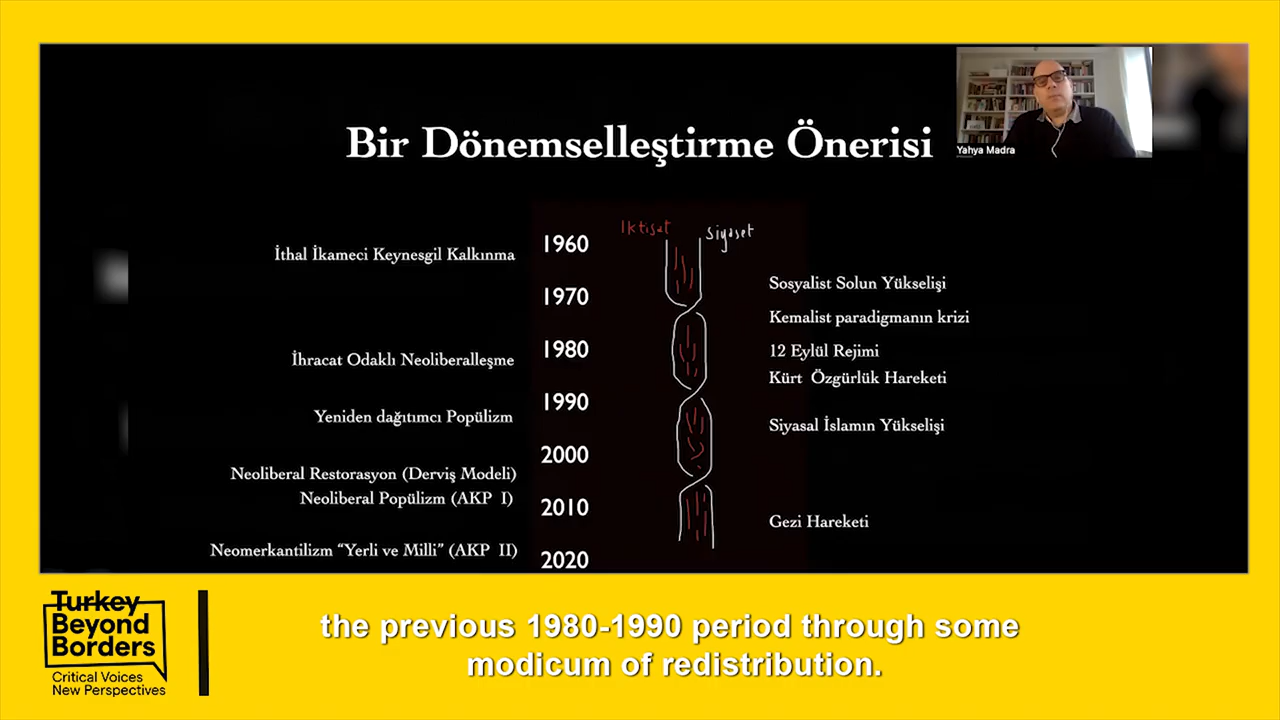 Bir Dönemselleştirme Önerisi
Yahya Madra
Iktisat
siyaset
İthal İkameci Keynesgil Kalkınma
1960
1970
Sosyalist Solun Yükselişi
Kemalist paradigmanın krizi
İhracat Odaklı Neoliberalleşme
1980
12 Eylül Rejimi
Kürt Özgürlük Hareketi
1990
Yeniden dağıtımcı Popülizm
Siyasal İslamın Yükselişi
2000
Neoliberal Restorasyon (Derviş Modeli)
Neoliberal Popülizm (AKP I)
2010
Gezi Hareketi
Neomerkantilizm “Yerli ve Milli” (AKP II)
2020
Turkey
Beyond
Borders
Critical Voices
New Perspectives
the previous 1980-1990 period through some
modicum of redistribution.